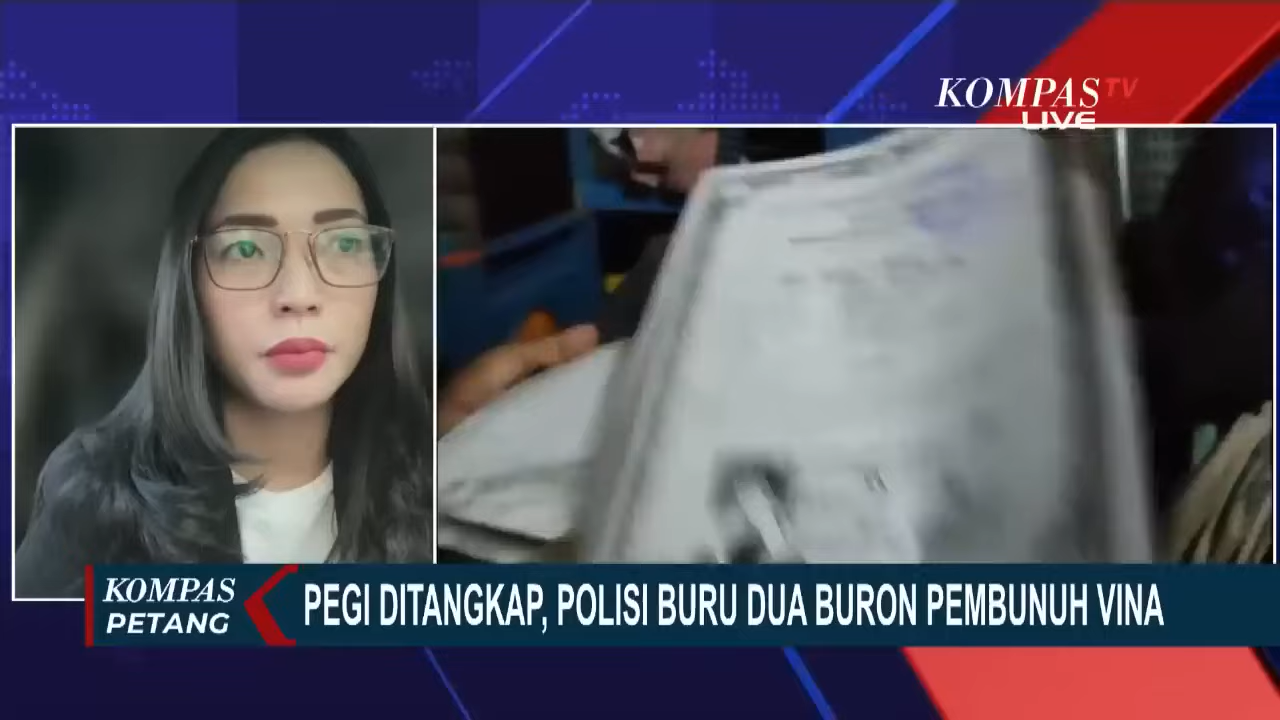 KOMPASTV
LIVE
KOMPAS
PETANG
PEGI DITANGKAP, POLISI BURU DUA BURON PEMBUNUH VINA